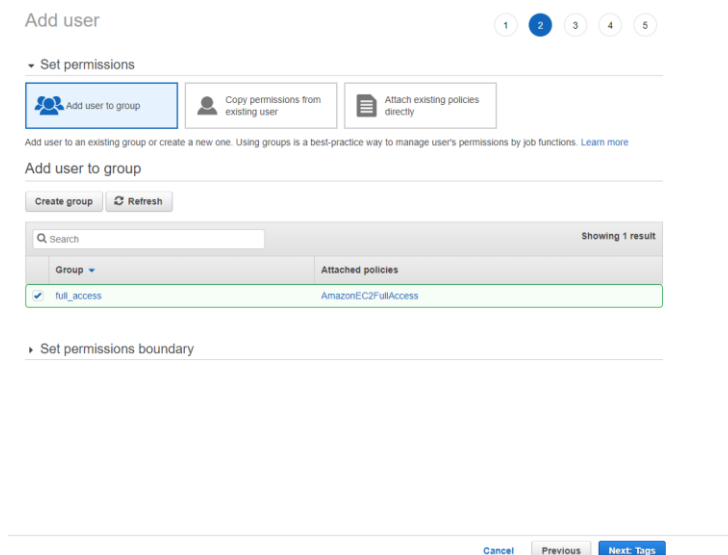 Add user
1 2 3 4 5
Set permissions
Add user to group
Copy permissions from
existing user
Attach existing policies
directly
Add user to an existing group or create a new one. Using groups is a best-practice way to manage user's permissions by job functions. Learn more
Add user to group
Create group Refresh
Search Showing 1 result
Group Attached policies
full_access AmazonEC2FullAccess
Set permissions boundary
Cancel Previous Next: Tags